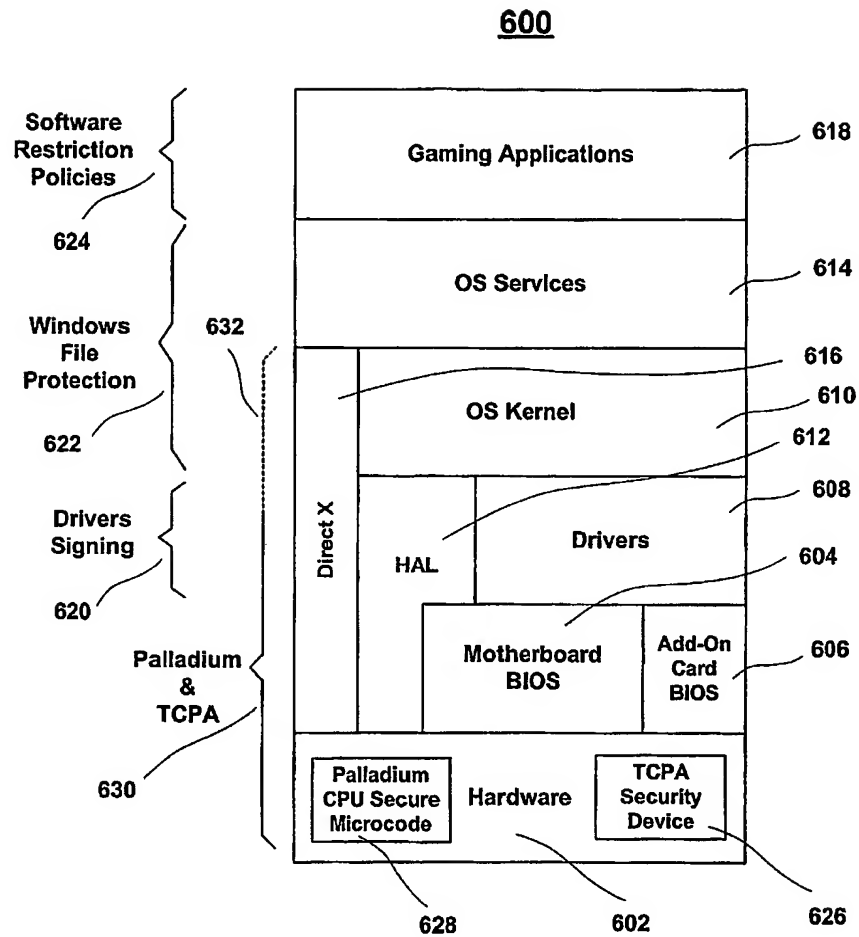 600
Software
Restriction
Policies
624
Gaming Applications
618
OS Services
614
Windows
File
Protection
622
632
616
OS Kernel
610
612
608
Drivers
Signing
620
Direct X
HAL
Drivers
604
Motherboard
BIOS
Add-On
Card
BIOS
606
Palladium
&
TCPA
630
Palladium
CPU Secure
Microcode
Hardware
TCPA
Security
Device
628
602
626